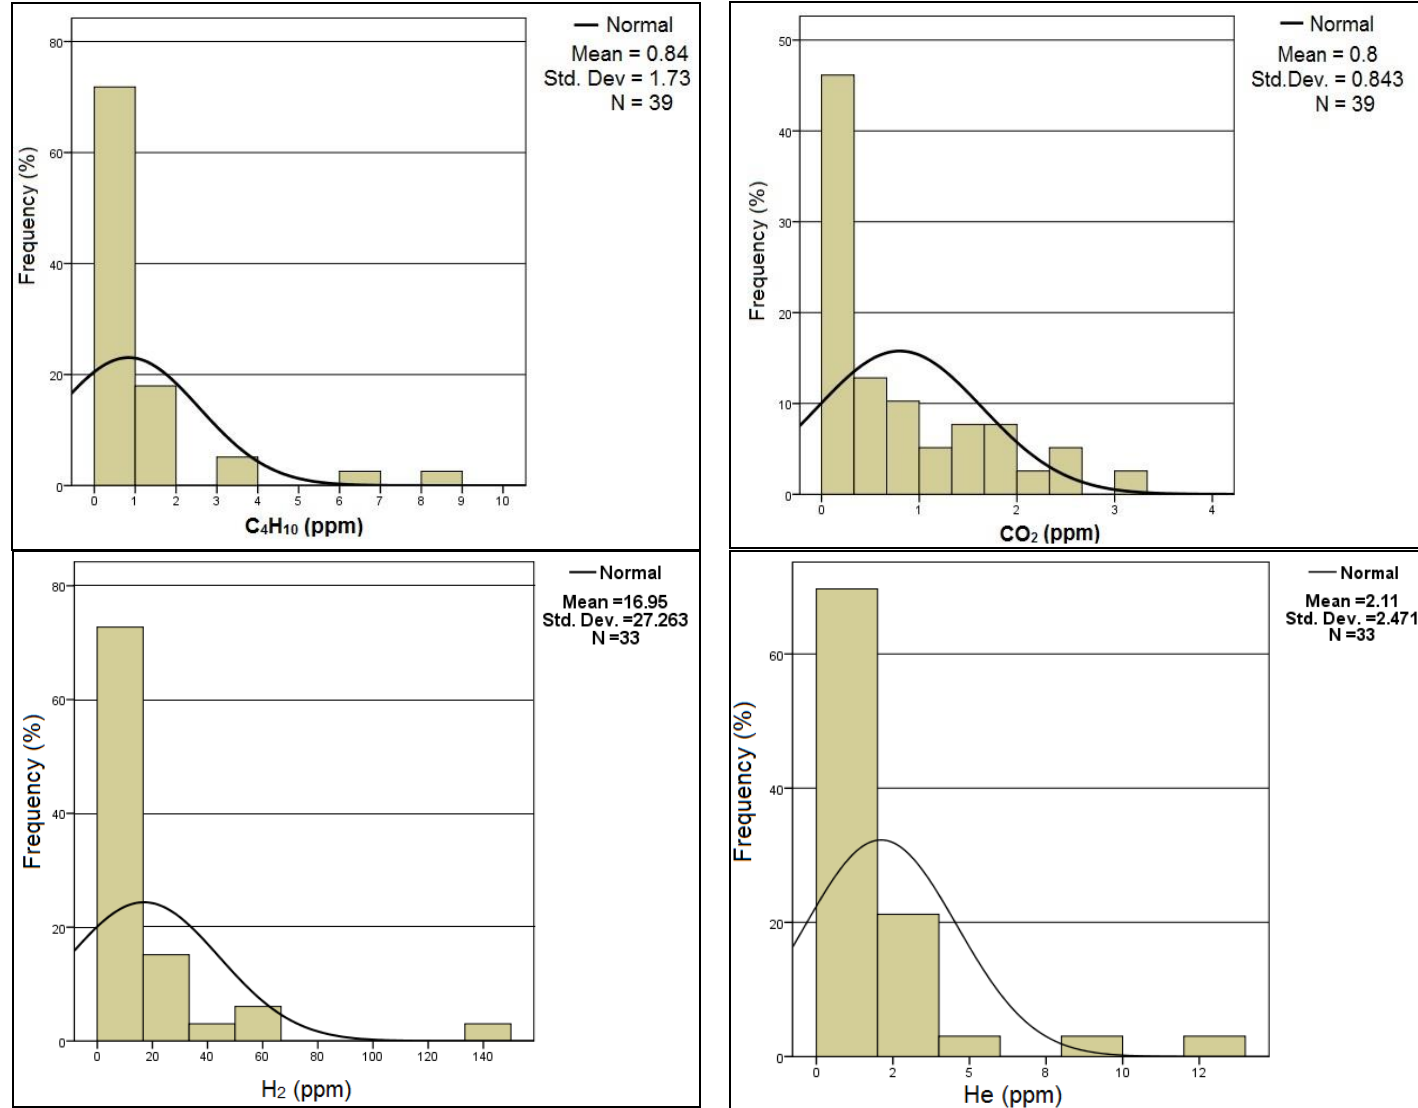 Normal
Mean = 0.84
Std. Dev = 1.73
N = 39
Frequency (%)
80
60
40
20
0
0 1 2 3 4 5 6 7 8 9 10
C₄H₁₀ (ppm)
Normal
Mean = 0.8
Std.Dev. = 0.843
N = 39
Frequency (%)
50
40
30
20
10
0
0 1 2 3 4
CO₂ (ppm)
Normal
Mean =16.95
Std. Dev. =27.263
N =33
Frequency (%)
80
60
40
20
0
0 20 40 60 80 100 120 140
H₂ (ppm)
Normal
Mean =2.11
Std. Dev. =2.471
N =33
Frequency (%)
60
40
20
0
0 2 5 8 10 12
He (ppm)